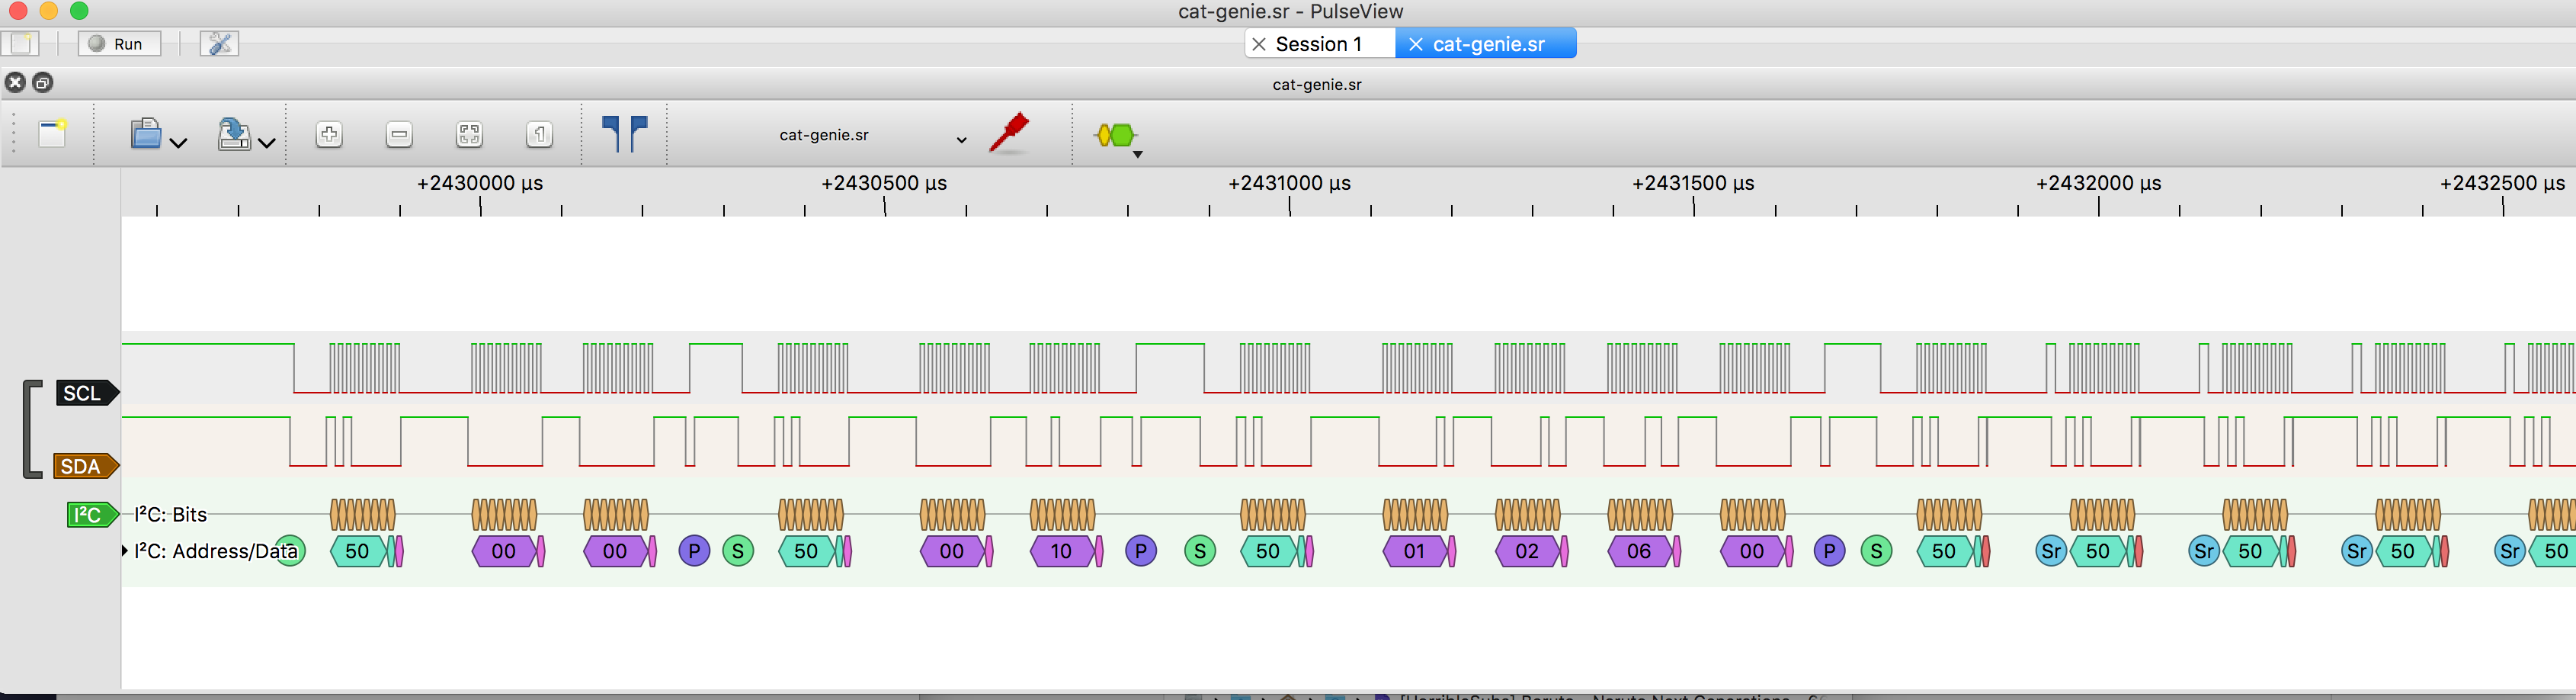 cat-genie.sr - PulseView
Run
Session 1
cat-genie.sr
cat-genie.sr
1
cat-genie.sr
+2430000 µs +2430500 µs +2431000 µs +2431500 µs +2432000 µs +2432500 µs
SCL
SDA
I²C I²C: Bits
I²C: Address/Data 50 00 00 P S 50 00 10 P S 50 01 02 06 00 P S 50 Sr 50 Sr 50 Sr 50 Sr 50